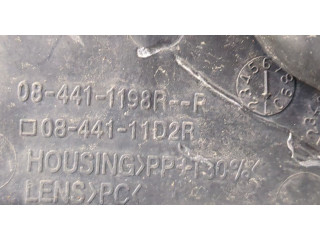 08-441-1198R--R
□08-441-11D2R
HOUSING>PP-T30%<
LENS>PC<